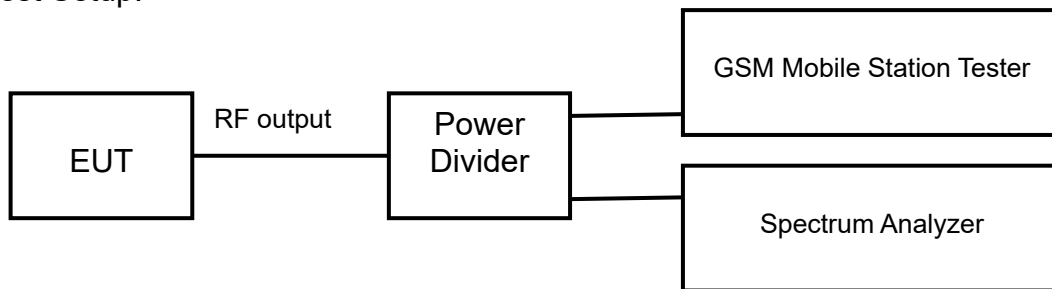 GSM Mobile Station Tester
RF output
Power
Divider
EUT
Spectrum Analyzer